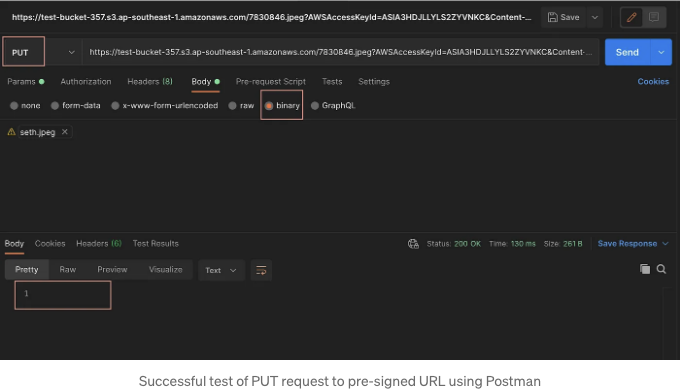 https://test-bucket-357.s3.ap-southeast-1.amazonaws.com/7830846.jpeg?AWSAccessKeyId=ASIA3HDJLLYLS2ZYVNKC&Content-... Save
PUT https://test-bucket-357.s3.ap-southeast-1.amazonaws.com/7830846.jpeg?AWSAccessKeyId=ASIA3HDJLLYLS2ZYVNKC&Content-... Send
Params Authorization Headers (8) Body Pre-request Script Tests Settings Cookies
none form-data x-www-form-urlencoded raw binary GraphQL
seth.jpeg
Body Cookies Headers (6) Test Results Status: 200 OK Time: 130 ms Size: 261 B Save Response
Pretty Raw Preview Visualize Text
1
Successful test of PUT request to pre-signed URL using Postman